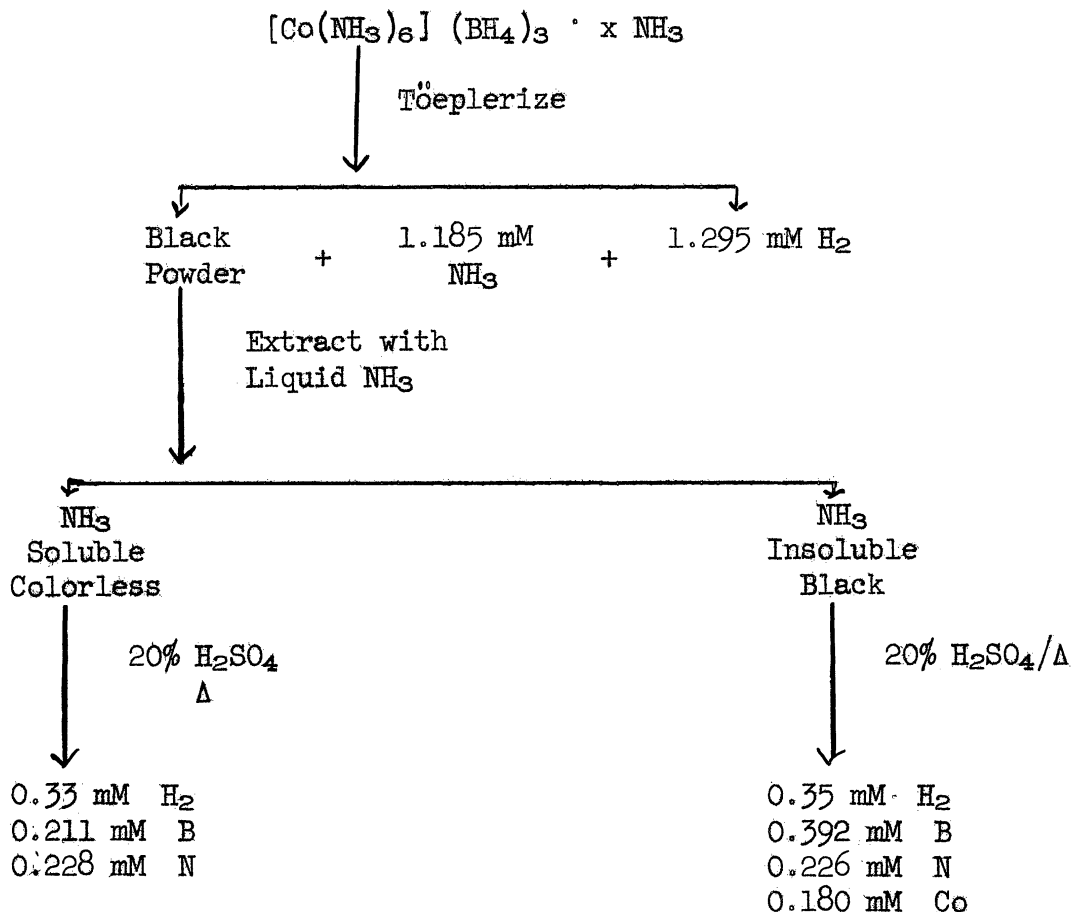 [Co(NH3)6] (BH4)3 · x NH3
Töeplerize
Black Powder + 1.185 mM NH3 + 1.295 mM H2
Extract with
Liquid NH3
NH3
Soluble
Colorless
NH3
Insoluble
Black
20% H2SO4
Δ
20% H2SO4/Δ
0.33 mM H2
0.211 mM B
0.228 mM N
0.35 mM H2
0.392 mM B
0.226 mM N
0.180 mM Co